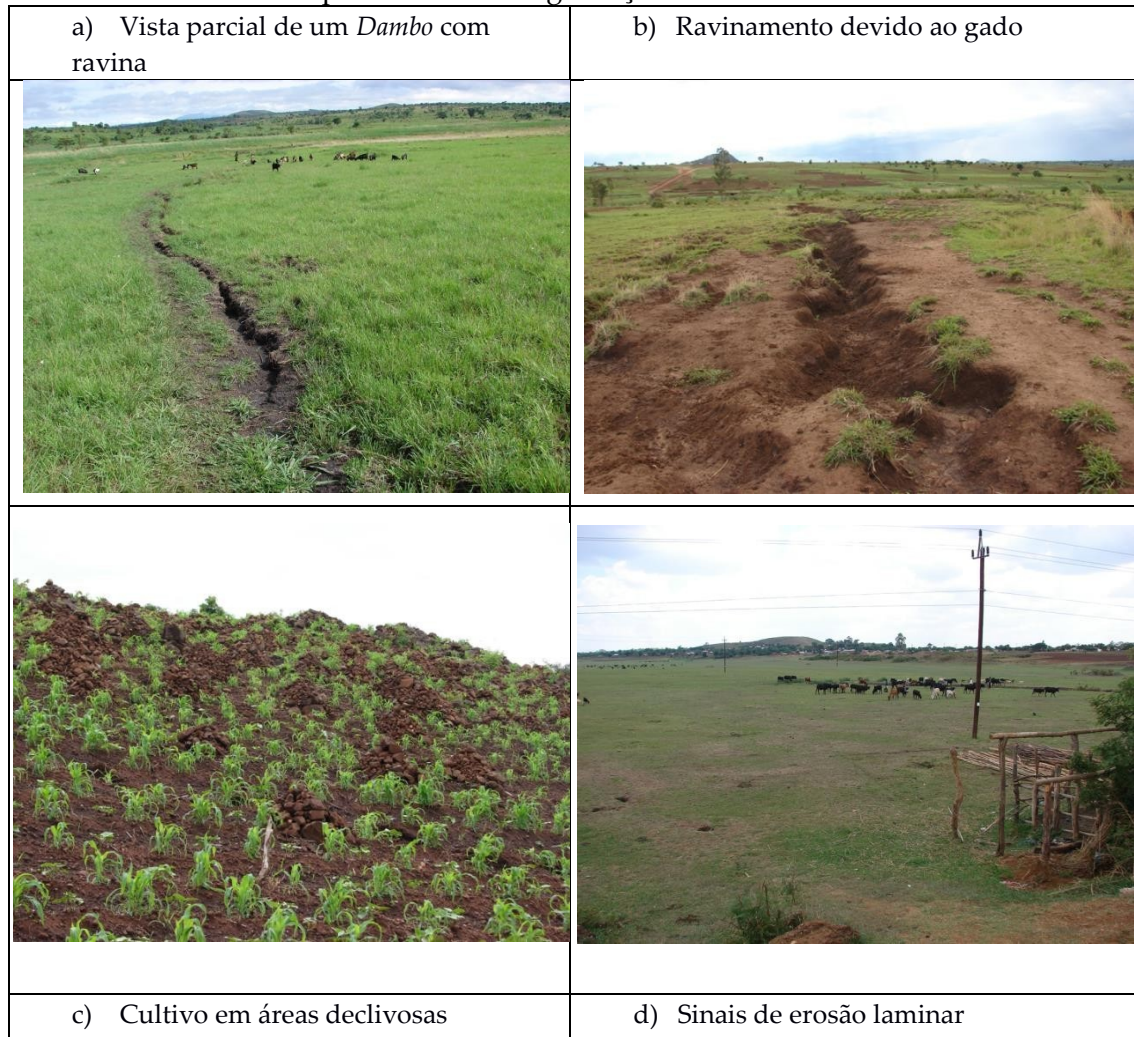 a) Vista parcial de um Dambo com
ravina
b) Ravinamento devido ao gado
c) Cultivo em áreas declivosas
d) Sinais de erosão laminar